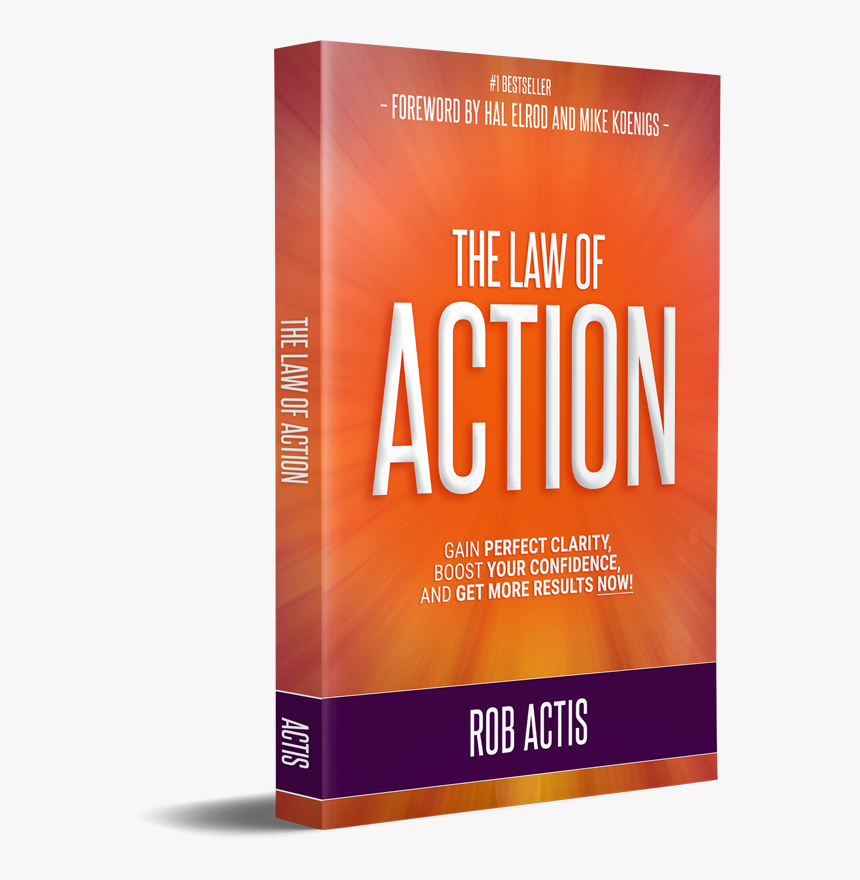 #1 BESTSELLER
– FOREWORD BY HAL ELROD AND MIKE KOENIGS –
THE LAW OF
ACTION
GAIN PERFECT CLARITY,
BOOST YOUR CONFIDENCE,
AND GET MORE RESULTS NOW!
ROB ACTIS
THE LAW OF ACTION
ACTIS